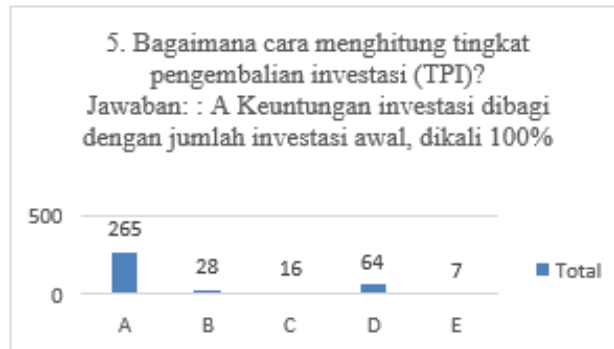 5. Bagaimana cara menghitung tingkat
pengembalian investasi (TPI)?
Jawaban: : A Keuntungan investasi dibagi
dengan jumlah investasi awal, dikali 100%
500
265
28
16
64
7
Total
0
A B C D E